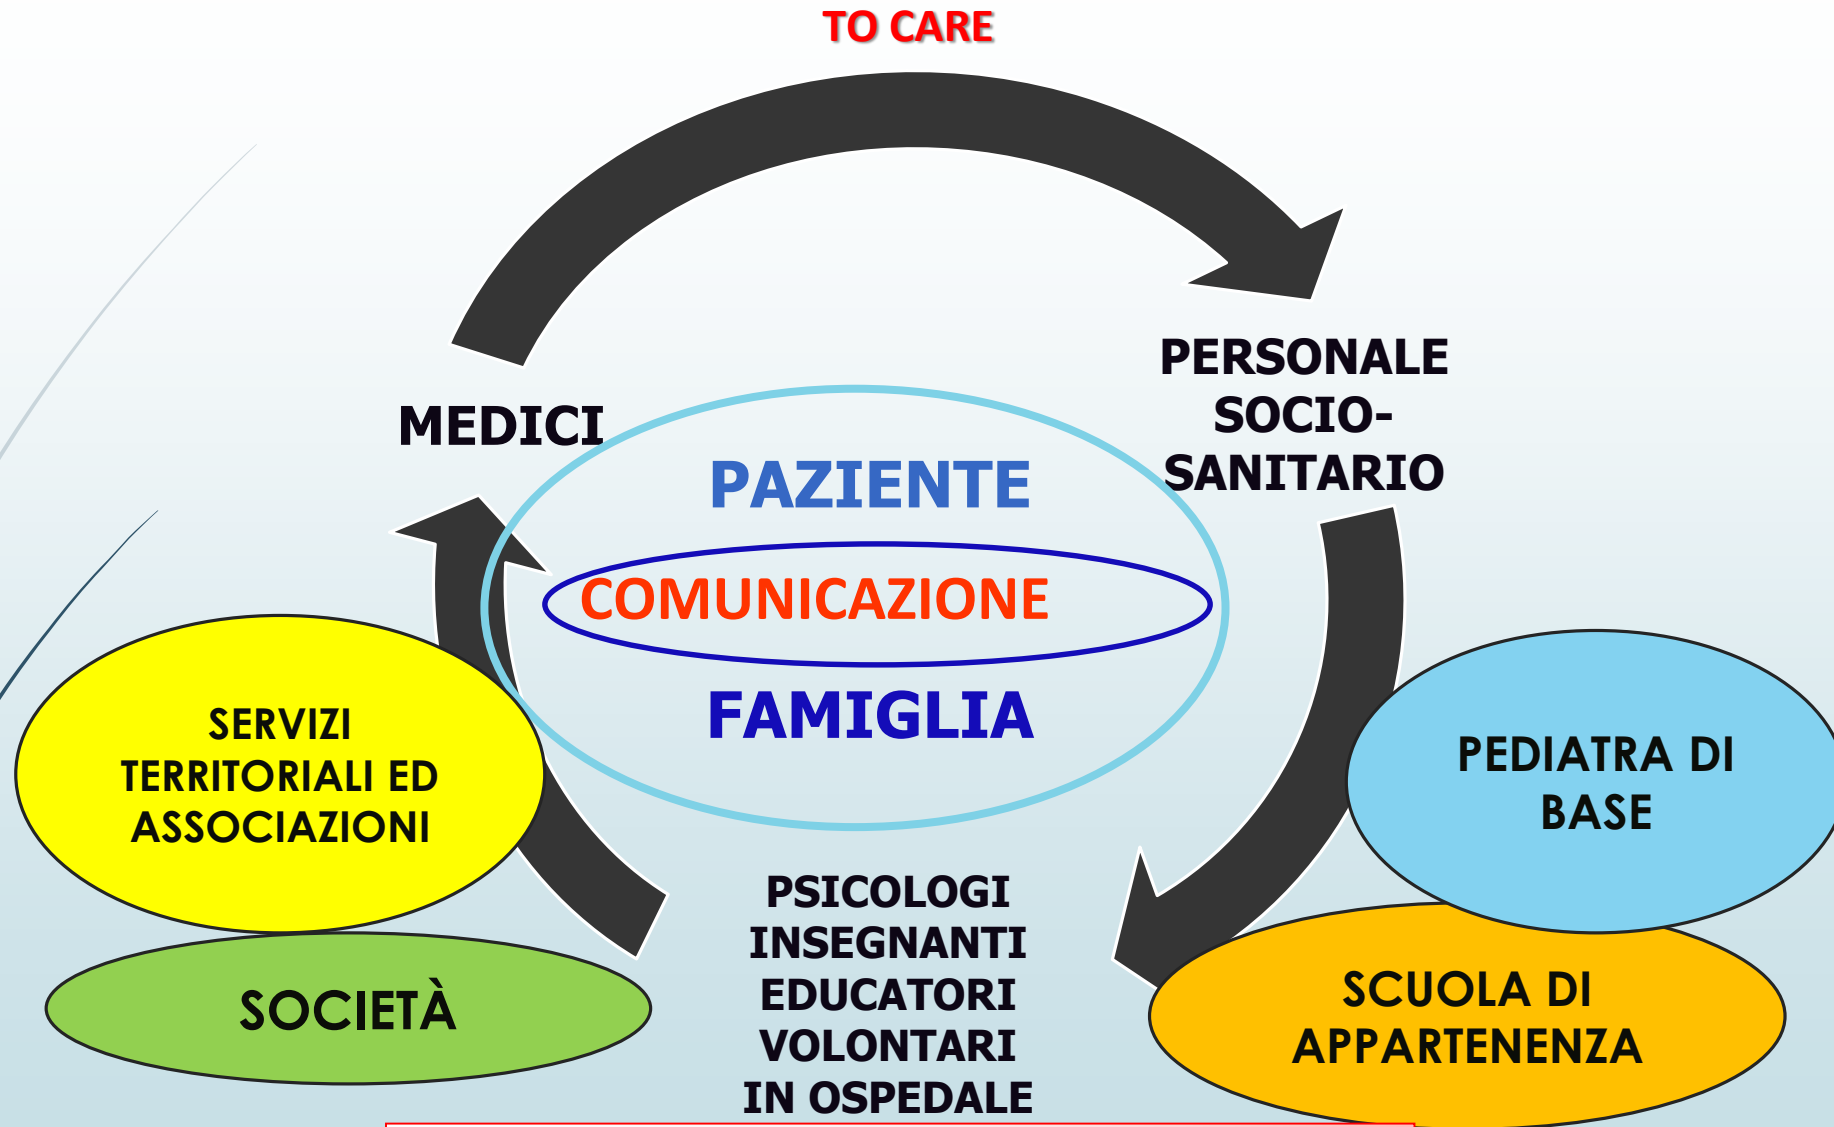 TO CARE
PERSONALE
SOCIO-
SANITARIO
MEDICI
PAZIENTE
COMUNICAZIONE
FAMIGLIA
SERVIZI
TERRITORIALI ED
ASSOCIAZIONI
PEDIATRA DI
BASE
PSICOLOGI
INSEGNANTI
EDUCATORI
VOLONTARI
IN OSPEDALE
SOCIETÀ
SCUOLA DI
APPARTENENZA